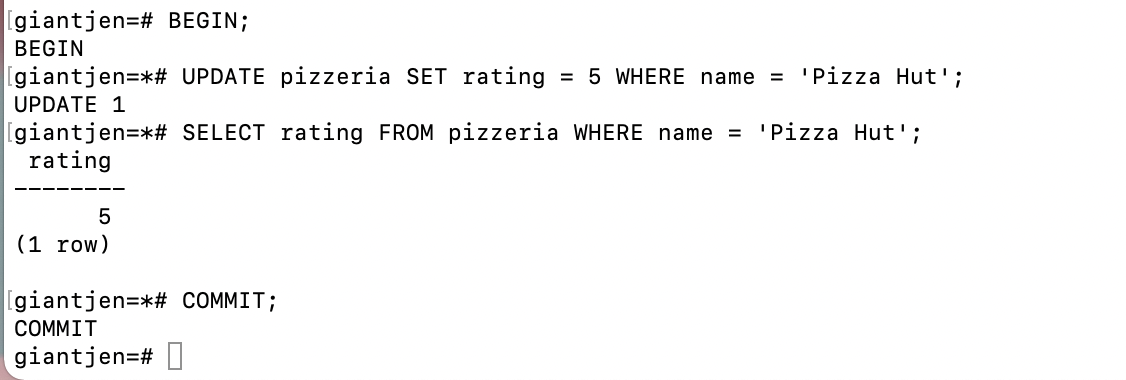 [giantjen=# BEGIN;
BEGIN
[giantjen=*# UPDATE pizzeria SET rating = 5 WHERE name = 'Pizza Hut';
UPDATE 1
[giantjen=*# SELECT rating FROM pizzeria WHERE name = 'Pizza Hut';
 rating
--------
      5
(1 row)

[giantjen=*# COMMIT;
COMMIT
giantjen=#